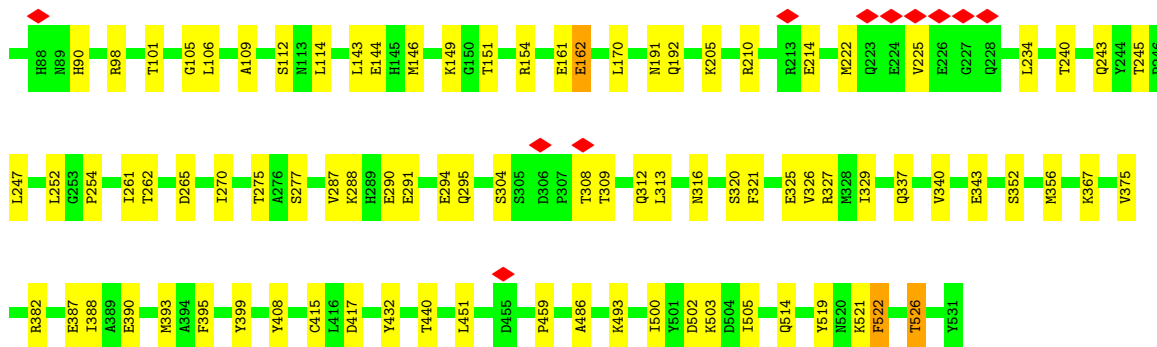 H88 N89 H90 R98 T101 G105 L106 A109 S112 N113 L114 L143 E144 H145 M146 K149 G150 T151 R154 E161 E162 L170 N191 Q192 K205 R210 R213 E214 M222 Q223 E224 V225 E226 G227 Q228 L234 T240 Q243 Y244 T245
L247 L252 G253 P254 I261 T262 D265 I270 T275 A276 S277 V287 K288 H289 E290 E291 E294 Q295 S304 S305 D306 P307 T308 T309 Q312 L313 N316 S320 F321 E325 V326 R327 M328 I329 Q337 V340 E343 S352 M356 K367 V375
R382 E387 I388 A389 E390 M393 A394 F395 Y399 Y408 C415 L416 D417 Y432 T440 L451 D455 P459 A486 K493 I500 Y501 D502 K503 D504 I505 Q514 Y519 N520 K521 F522 T526 Y531